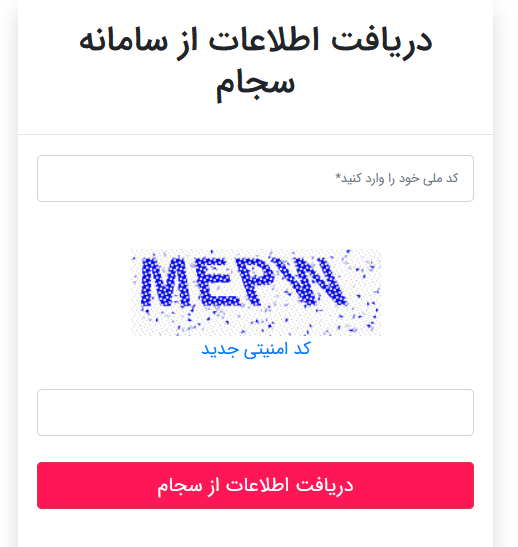 دریافت اطلاعات از سامانه
سجام
کد ملی خود را وارد کنید*
MEPW
کد امنیتی جدید
دریافت اطلاعات از سجام